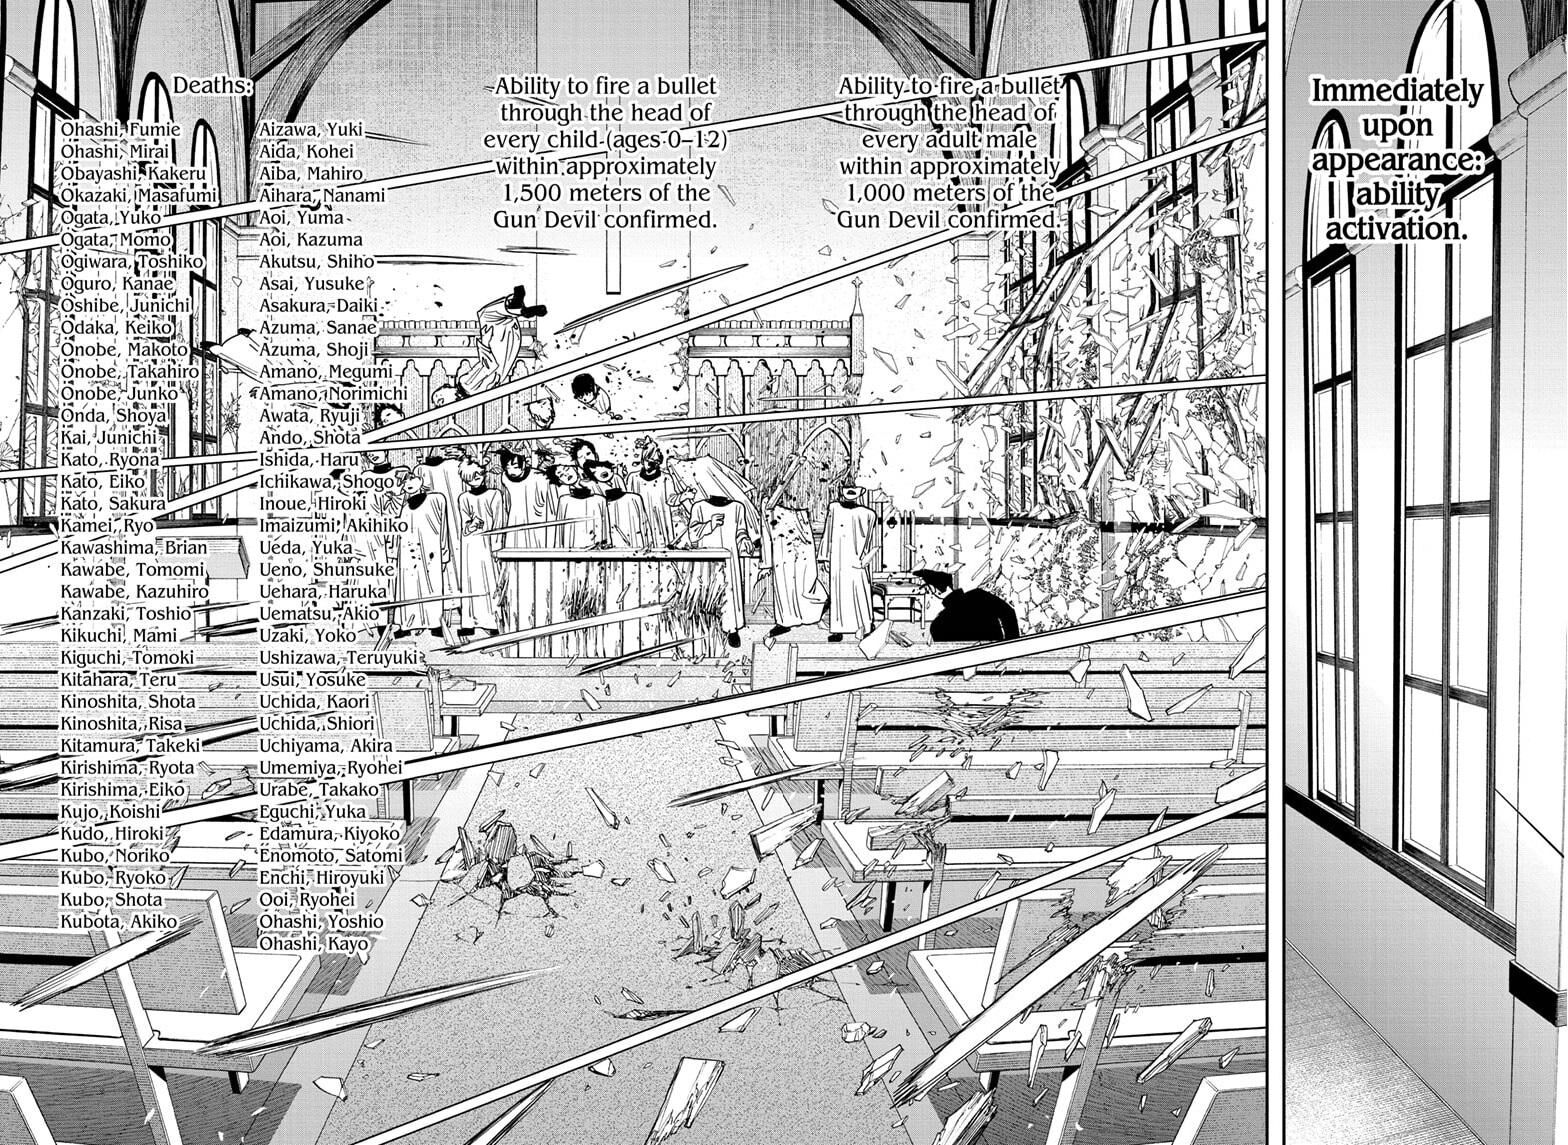 Immediately
upon
appearance:
ability
activation.
Ability to fire a bullet
through the head of
every adult male
within approximately
1,000 meters of the
Gun Devil confirmed.
Ability to fire a bullet
through the head of
every child (ages 0–12)
within approximately
1,500 meters of the
Gun Devil confirmed.
Deaths:
Aizawa, Yuki
Aida, Kohei
Aiba, Mahiro
Aihara, Nanami
Aoi, Yuma
Aoi, Kazuma
Akutsu, Shiho
Asai, Yusuke
Asakura, Daiki
Azuma, Sanae
Azuma, Shoji
Amano, Megumi
Amano, Norimichi
Awata, Ryuji
Ando, Shota
Ishida, Haru
Ichikawa, Shogo
Inoue, Hiroki
Imaizumi, Akihiko
Ueda, Yuka
Ueno, Shunsuke
Uehara, Haruka
Uematsu, Akio
Uzaki, Yoko
Ushizawa, Teruyuki
Usui, Yosuke
Uchida, Kaori
Uchida, Shiori
Uchiyama, Akira
Umemiya, Ryohei
Urabe, Takako
Eguchi, Yuka
Edamura, Kiyoko
Enomoto, Satomi
Enchi, Hiroyuki
Ooi, Ryohei
Ohashi, Yoshio
Ohashi, Kayo
Ohashi, Fumie
Ohashi, Mirai
Obayashi, Kakeru
Okazaki, Masafumi
Ogata, Yuko
Ogata, Momo
Ogiwara, Toshiko
Oguro, Kanae
Oshibe, Junichi
Odaka, Keiko
Onobe, Makoto
Onobe, Takahiro
Onobe, Junko
Onda, Shoya
Kai, Junichi
Kato, Ryona
Kato, Eiko
Kato, Sakura
Kamei, Ryo
Kawashima, Brian
Kawabe, Tomomi
Kawabe, Kazuhiro
Kanzaki, Toshio
Kikuchi, Mami
Kiguchi, Tomoki
Kitahara, Teru
Kinoshita, Shota
Kinoshita, Risa
Kitamura, Takeki
Kirishima, Ryota
Kirishima, Eiko
Kujo, Koishi
Kudo, Hiroki
Kubo, Noriko
Kubo, Ryoko
Kubo, Shota
Kubota, Akiko